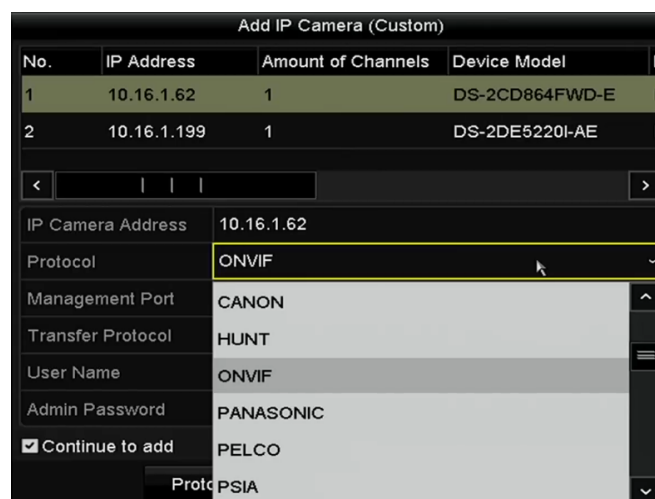 Add IP Camera (Custom)
No. IP Address Amount of Channels Device Model
1 10.16.1.62 1 DS-2CD864FWD-E
2 10.16.1.199 1 DS-2DE5220I-AE
IP Camera Address 10.16.1.62
Protocol ONVIF
Management Port CANON
Transfer Protocol HUNT
User Name ONVIF
Admin Password PANASONIC
Continue to add PELCO
Proto PSIA